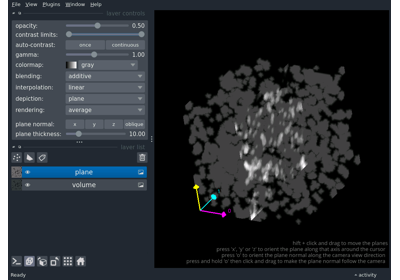 File View Plugins Window Help
layer controls
opacity: 0.50
contrast limits:
auto-contrast: once continuous
gamma: 1.00
colormap: gray
blending: additive
interpolation: linear
depiction: plane
rendering: average
plane normal: x y z oblique
plane thickness: 10.00
layer list
plane
volume
hift + click and drag to move the planes
press 'x', 'y' or 'z' to orient the plane along that axis around the cursor
press 'o' to orient the plane normal along the camera view direction
press and hold 'o' then click and drag to make the plane normal follow the camera
Ready
activity